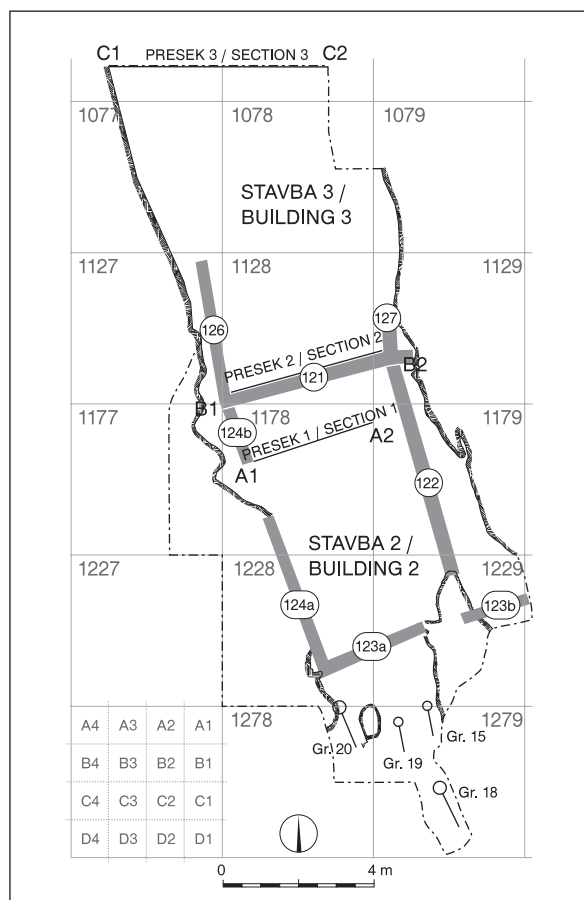 C1 PRESEK 3 / SECTION 3 C2
1077 1078 1079
STAVBA 3 /
BUILDING 3
1127 1128 1129
126 127
PRESEK 2 / SECTION 2
121 B2
B1
1177 1178 1179
124b PRESEK 1 / SECTION 1 A2
A1 122
STAVBA 2 /
BUILDING 2
1227 1228 1229
124a 123b
123a
1278 1279
A4 A3 A2 A1
Gr. 20 Gr. 19 Gr. 15
B4 B3 B2 B1
Gr. 18
C4 C3 C2 C1
D4 D3 D2 D1
0 4 m